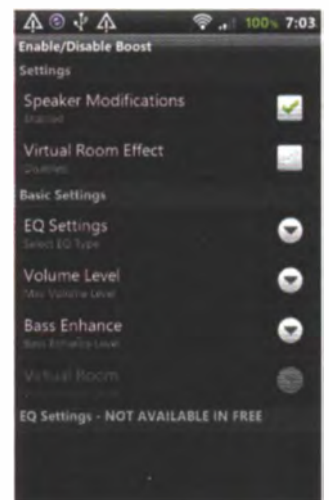 100% 7:03
Enable/Disable Boost
Settings
Speaker Modifications
Enabled
Virtual Room Effect
Disabled
Basic Settings
EQ Settings
Select EQ Type
Volume Level
Max Volume Level
Bass Enhance
Bass Enhance Level
Virtual Room
EQ Settings - NOT AVAILABLE IN FREE